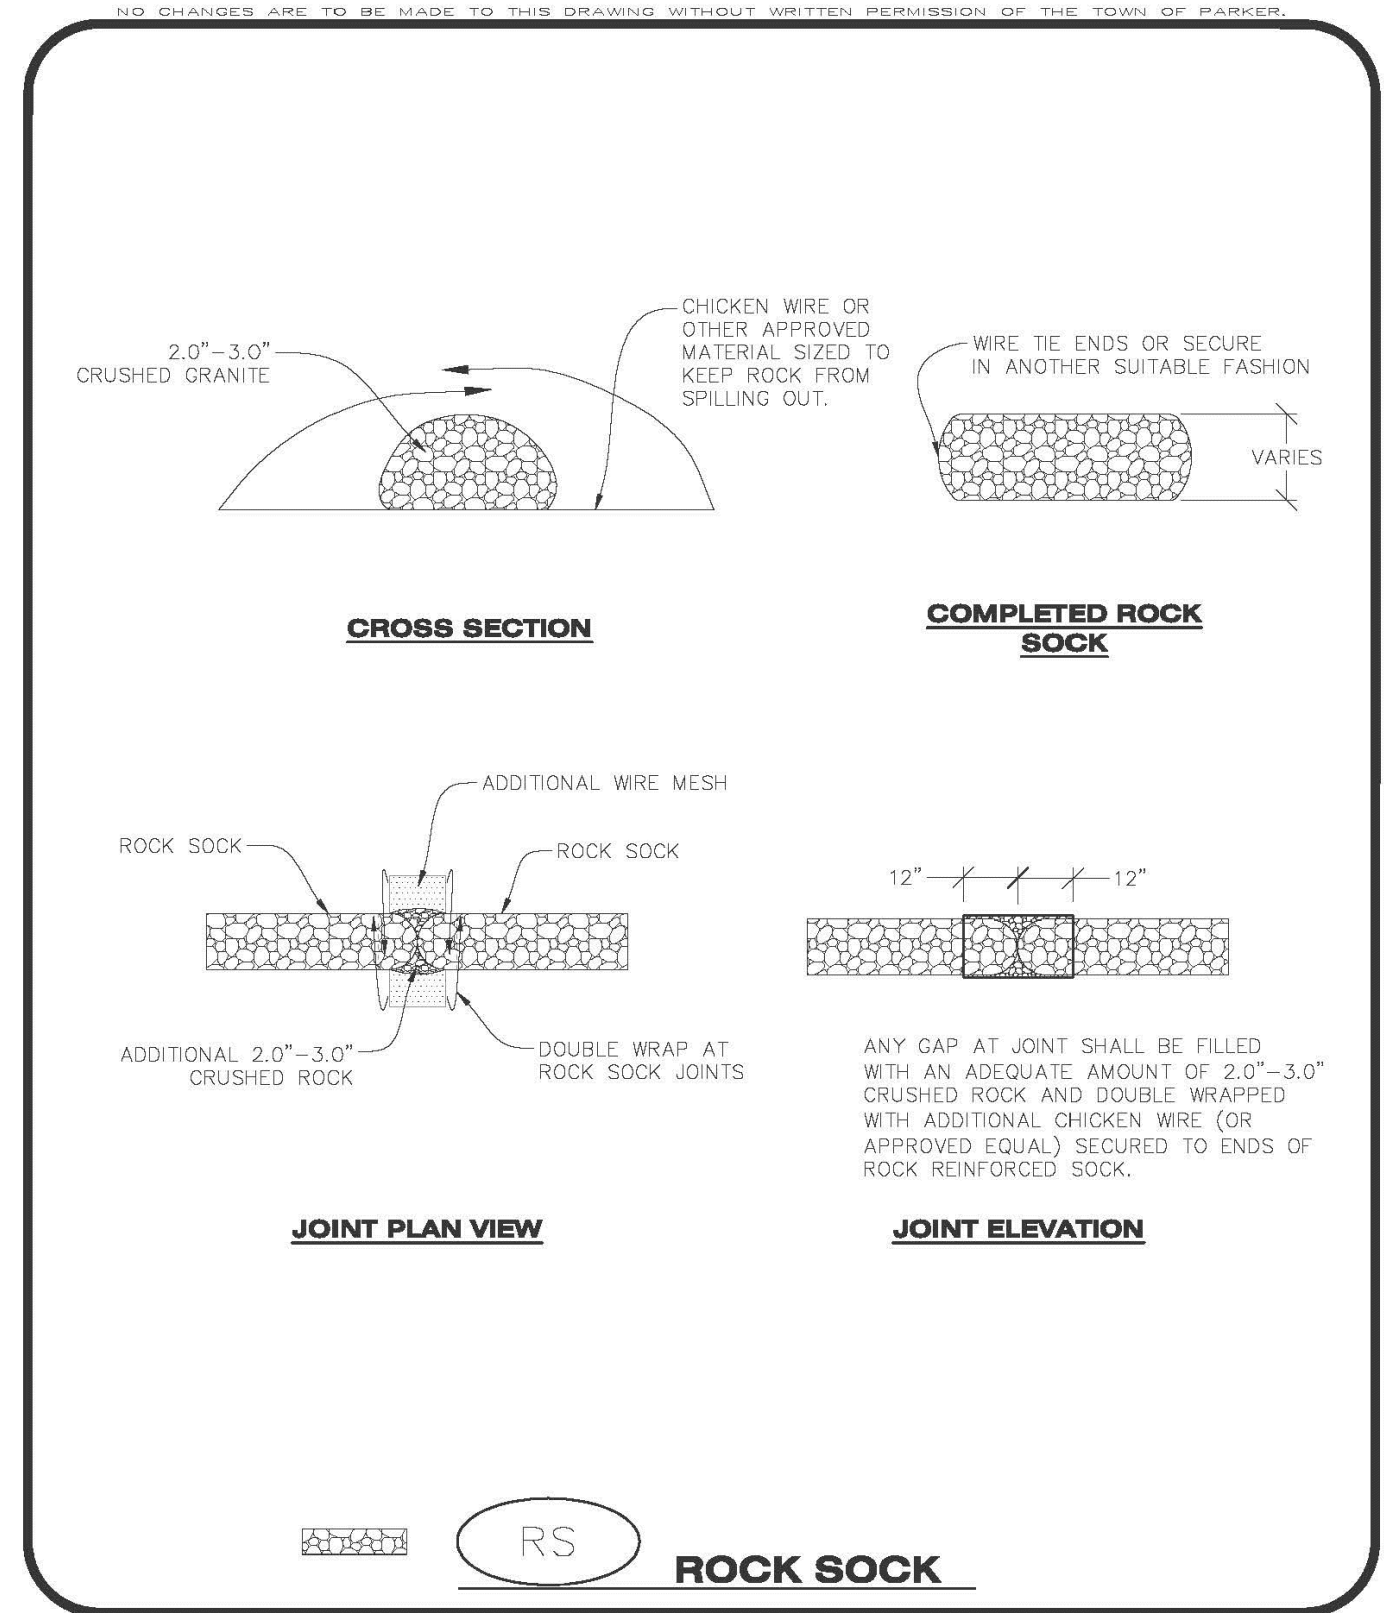 NO CHANGES ARE TO BE MADE TO THIS DRAWING WITHOUT WRITTEN PERMISSION OF THE TOWN OF PARKER.
2.0"-3.0"
CRUSHED GRANITE
CHICKEN WIRE OR
OTHER APPROVED
MATERIAL SIZED TO
KEEP ROCK FROM
SPILLING OUT.
CROSS SECTION
WIRE TIE ENDS OR SECURE
IN ANOTHER SUITABLE FASHION
VARIES
COMPLETED ROCK
SOCK
ADDITIONAL WIRE MESH
ROCK SOCK
ROCK SOCK
ADDITIONAL 2.0"-3.0"
CRUSHED ROCK
DOUBLE WRAP AT
ROCK SOCK JOINTS
JOINT PLAN VIEW
12"
12"
ANY GAP AT JOINT SHALL BE FILLED
WITH AN ADEQUATE AMOUNT OF 2.0"-3.0"
CRUSHED ROCK AND DOUBLE WRAPPED
WITH ADDITIONAL CHICKEN WIRE (OR
APPROVED EQUAL) SECURED TO ENDS OF
ROCK REINFORCED SOCK.
JOINT ELEVATION
RS
ROCK SOCK